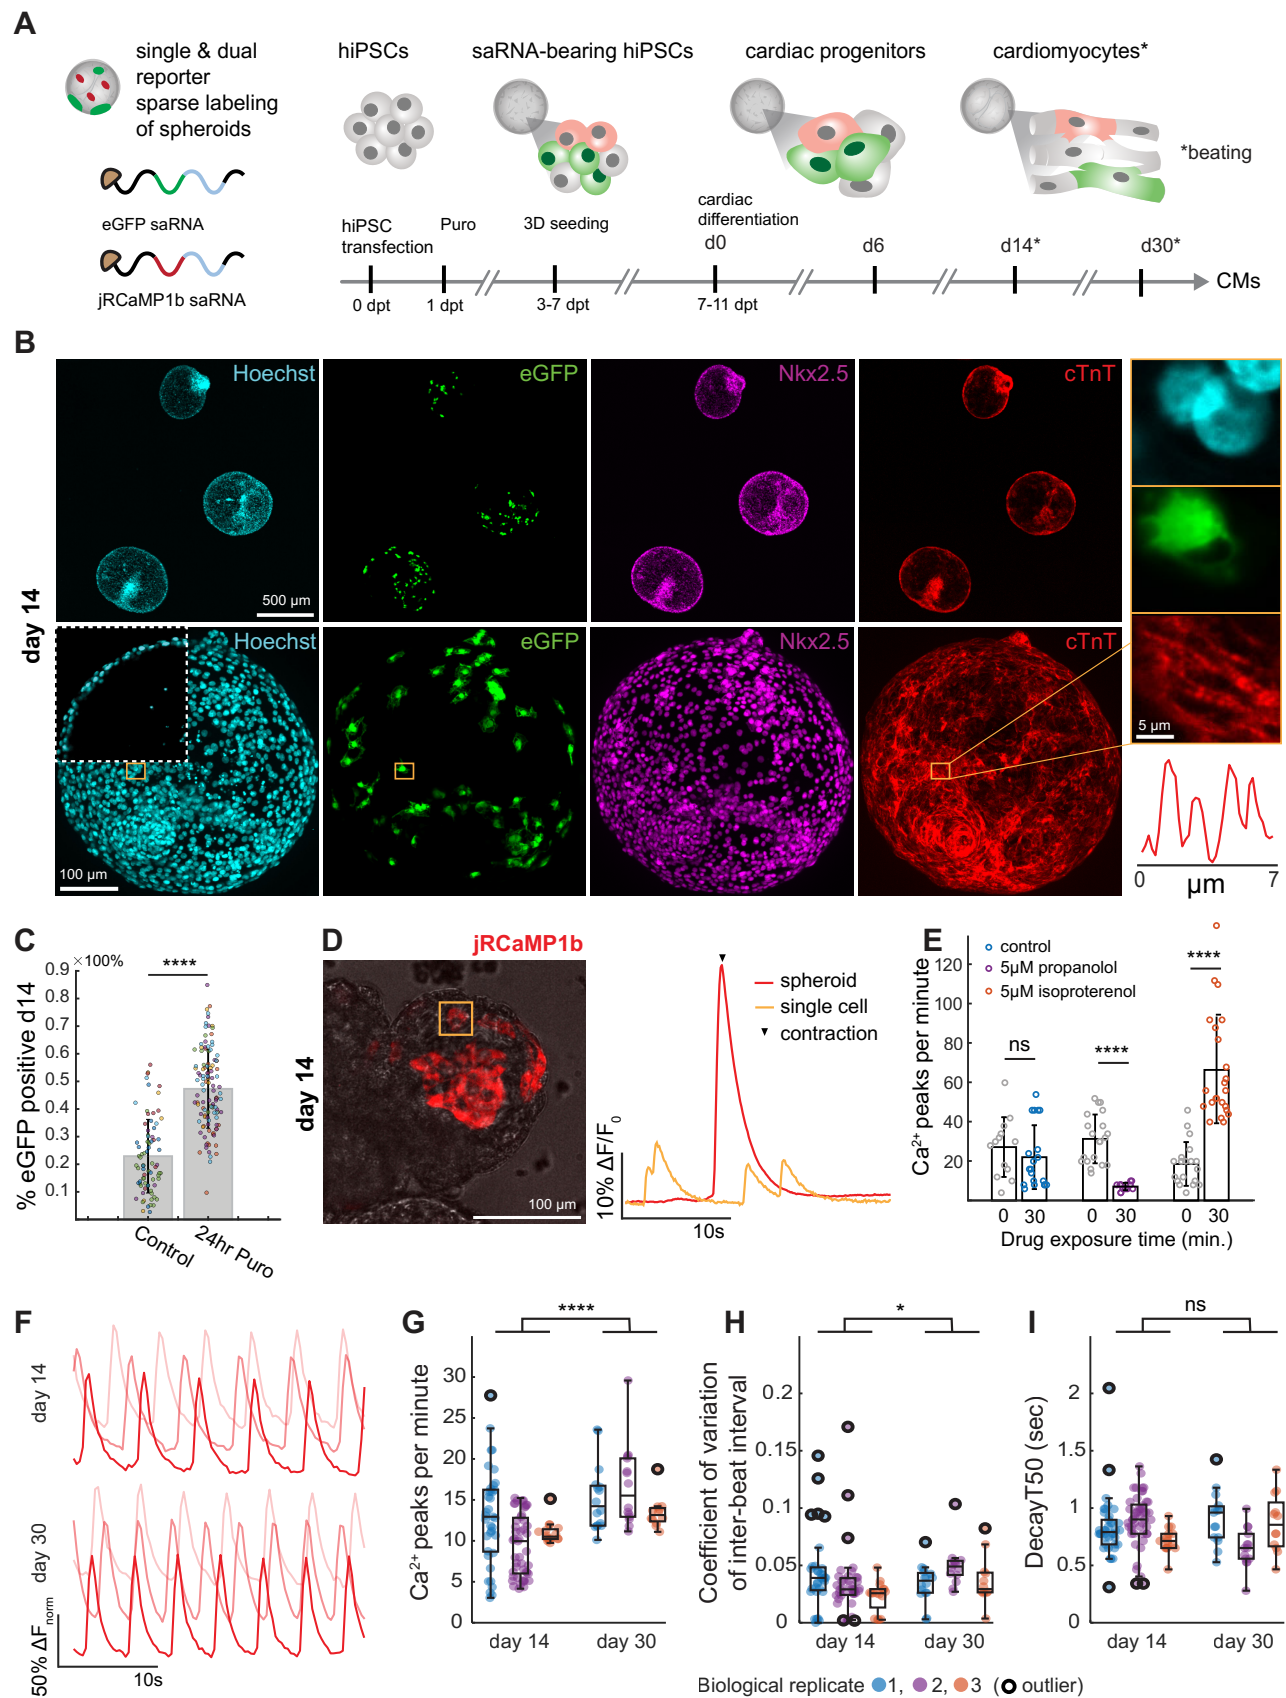 A
single & dual
reporter
sparse labeling
of spheroids
eGFP saRNA
jRCaMP1b saRNA
hiPSCs
saRNA-bearing hiPSCs
cardiac progenitors
cardiomyocytes*
*beating
hiPSC
transfection
Puro
3D seeding
cardiac
differentiation
d0
d6
d14*
d30*
CMs
0 dpt
1 dpt
3-7 dpt
7-11 dpt
B
day 14
Hoechst
eGFP
Nkx2.5
cTnT
500 µm
Hoechst
eGFP
Nkx2.5
cTnT
100 µm
5 µm
0
µm
7
C
×100%
****
% eGFP positive d14
0.9
0.8
0.7
0.6
0.5
0.4
0.3
0.2
0.1
Control
24hr Puro
D
jRCaMP1b
day 14
100 µm
spheroid
single cell
contraction
10% ΔF/F0
10s
E
control
5µM propanolol
5µM isoproterenol
Ca2+ peaks per minute
120
100
80
60
40
20
ns
****
****
0 30
0 30
0 30
Drug exposure time (min.)
F
day 14
day 30
50% ΔFnorm
10s
G
****
Ca2+ peaks per minute
30
25
20
15
10
5
0
day 14
day 30
H
*
Coefficient of variation
of inter-beat interval
0.2
0.15
0.1
0.05
0
day 14
day 30
I
ns
DecayT50 (sec)
2
1.5
1
0.5
0
day 14
day 30
Biological replicate 1, 2, 3 ( outlier)